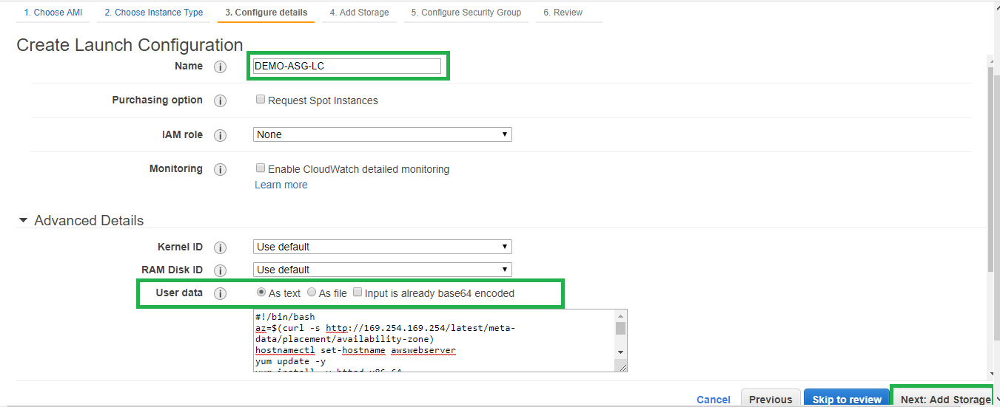 1. Choose AMI 2. Choose Instance Type 3. Configure details 4. Add Storage 5. Configure Security Group 6. Review
Create Launch Configuration
Name i DEMO-ASG-LC
Purchasing option i Request Spot Instances
IAM role i None
Monitoring i Enable CloudWatch detailed monitoring
Learn more
Advanced Details
Kernel ID i Use default
RAM Disk ID i Use default
User data i As text As file Input is already base64 encoded
#!/bin/bash
az=$(curl -s http://169.254.169.254/latest/meta-
data/placement/availability-zone)
hostnamectl set-hostname awswebserver
yum update -y
yum install -y httpd.x86_64
Cancel Previous Skip to review Next: Add Storage